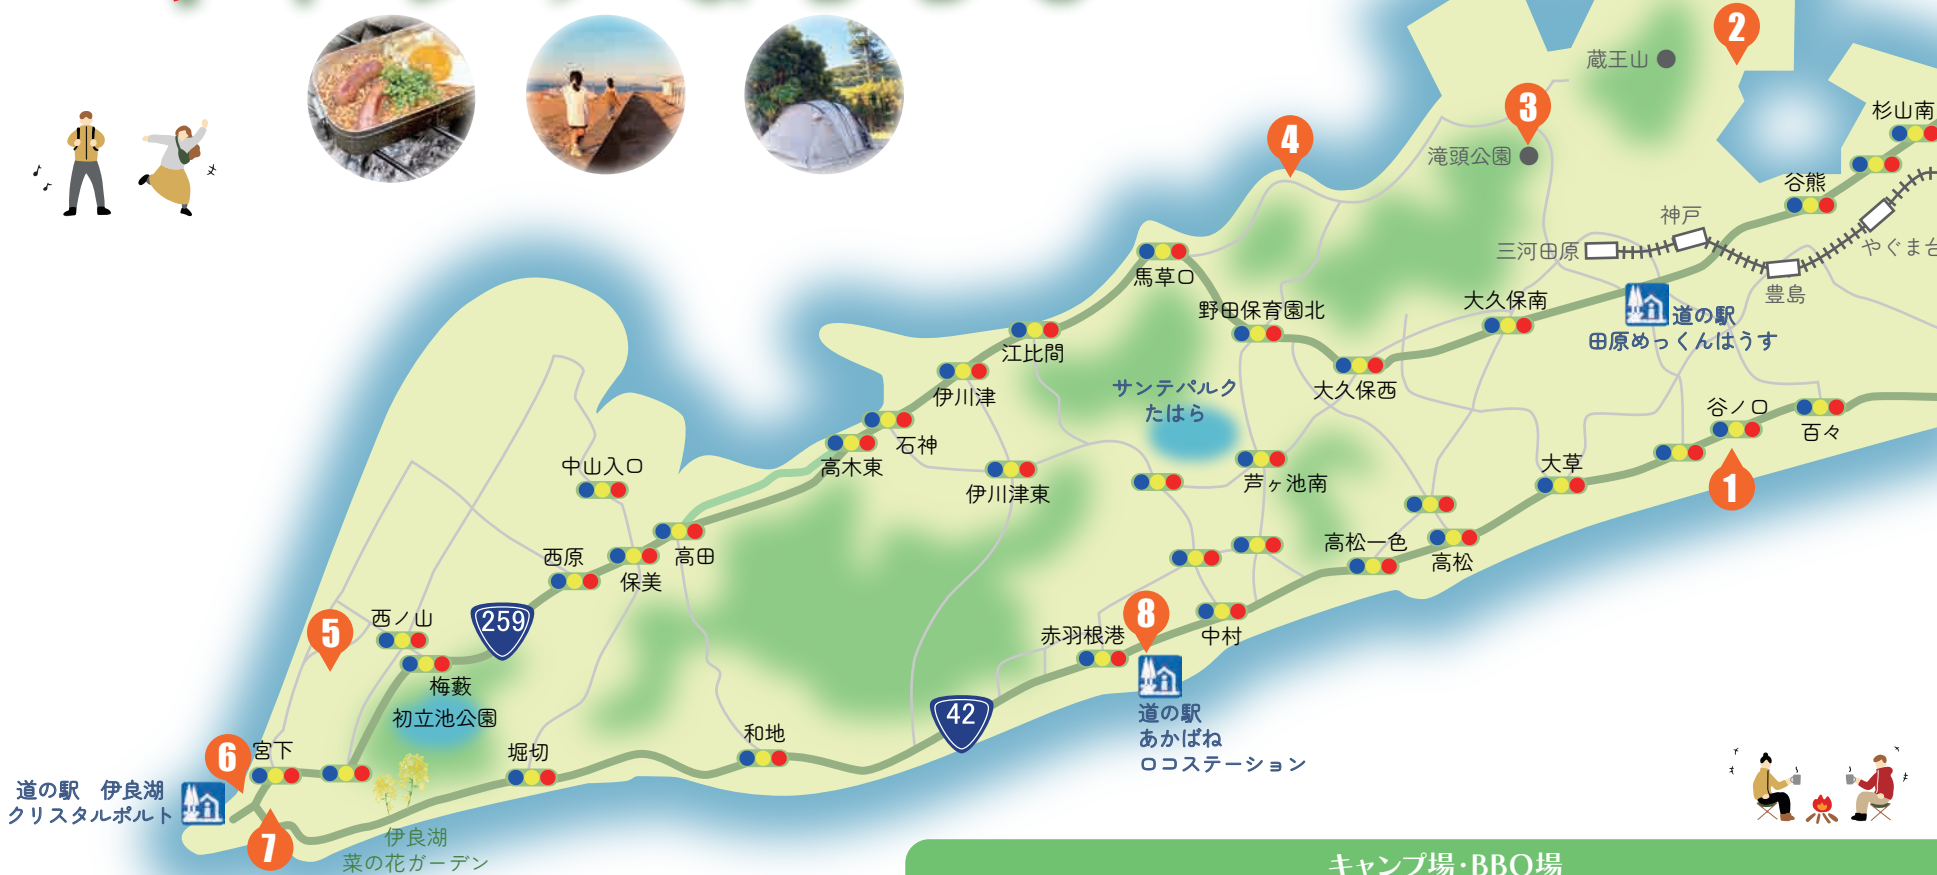 2
蔵王山
3
杉山南
4
滝頭公園
谷熊
神戸
三河田原
やぐま台
豊島
馬草口
野田保育園北
大久保南
道の駅
田原めっくんはうす
江比間
大久保西
サンテパルク
たはら
伊川津
谷ノ口
百々
石神
高木東
中山入口
伊川津東
芦ヶ池南
大草
1
西原
保美
高田
高松一色
高松
5
西ノ山
259
8
赤羽根港
中村
梅藪
初立池公園
42
道の駅
あかばね
ロコステーション
6
宮下
堀切
和地
道の駅 伊良湖
クリスタルポルト
7
伊良湖
菜の花ガーデン
キャンプ場・BBQ場